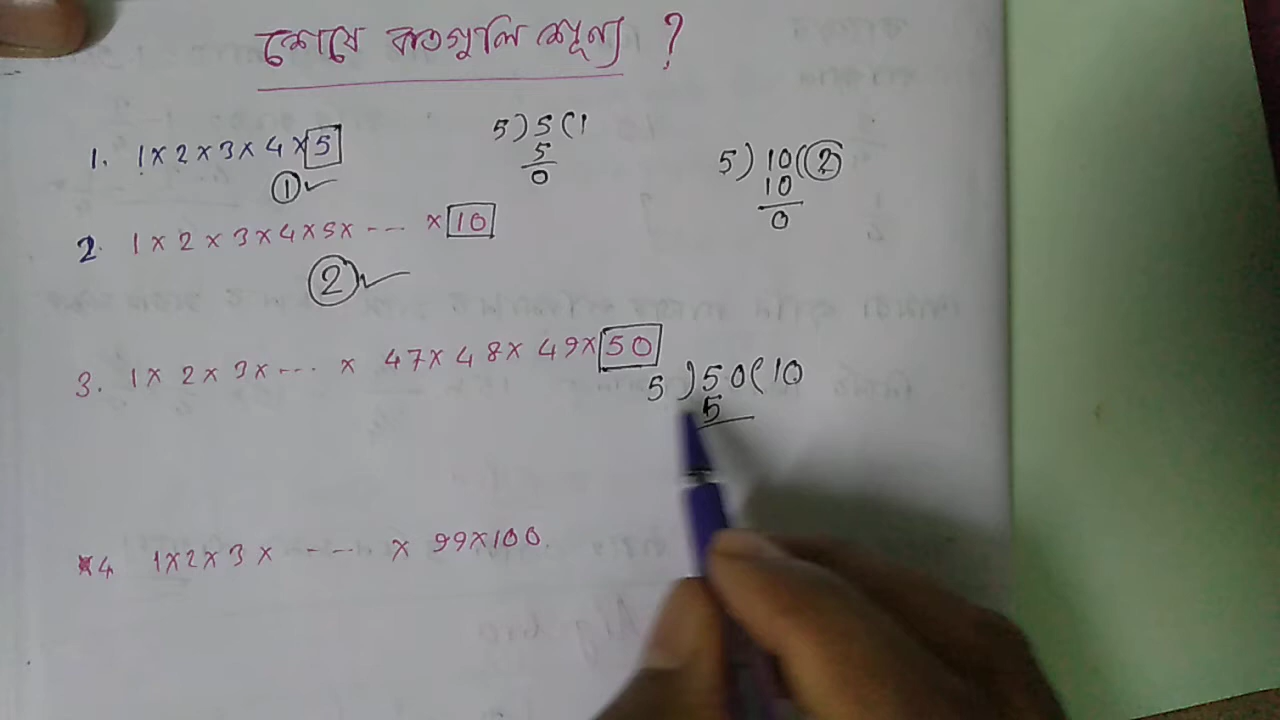 শেষে কতগুলি শূন্য ?
1. 1×2×3×4×5
1
5)5(1
5
0
5)10(2
10
0
2. 1×2×3×4×5×--- ×10
2
3. 1×2×3×--- × 47×48×49×50
5)50(10
5
*4 1×2×3× --- × 99×100.